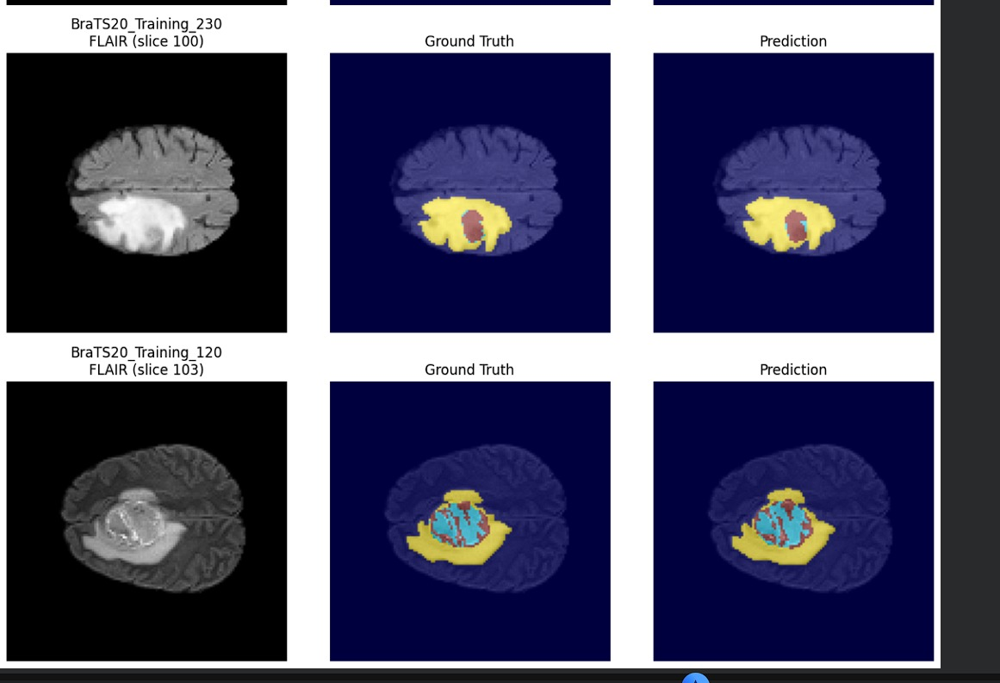 BraTS20_Training_230
FLAIR (slice 100)
Ground Truth
Prediction
BraTS20_Training_120
FLAIR (slice 103)
Ground Truth
Prediction